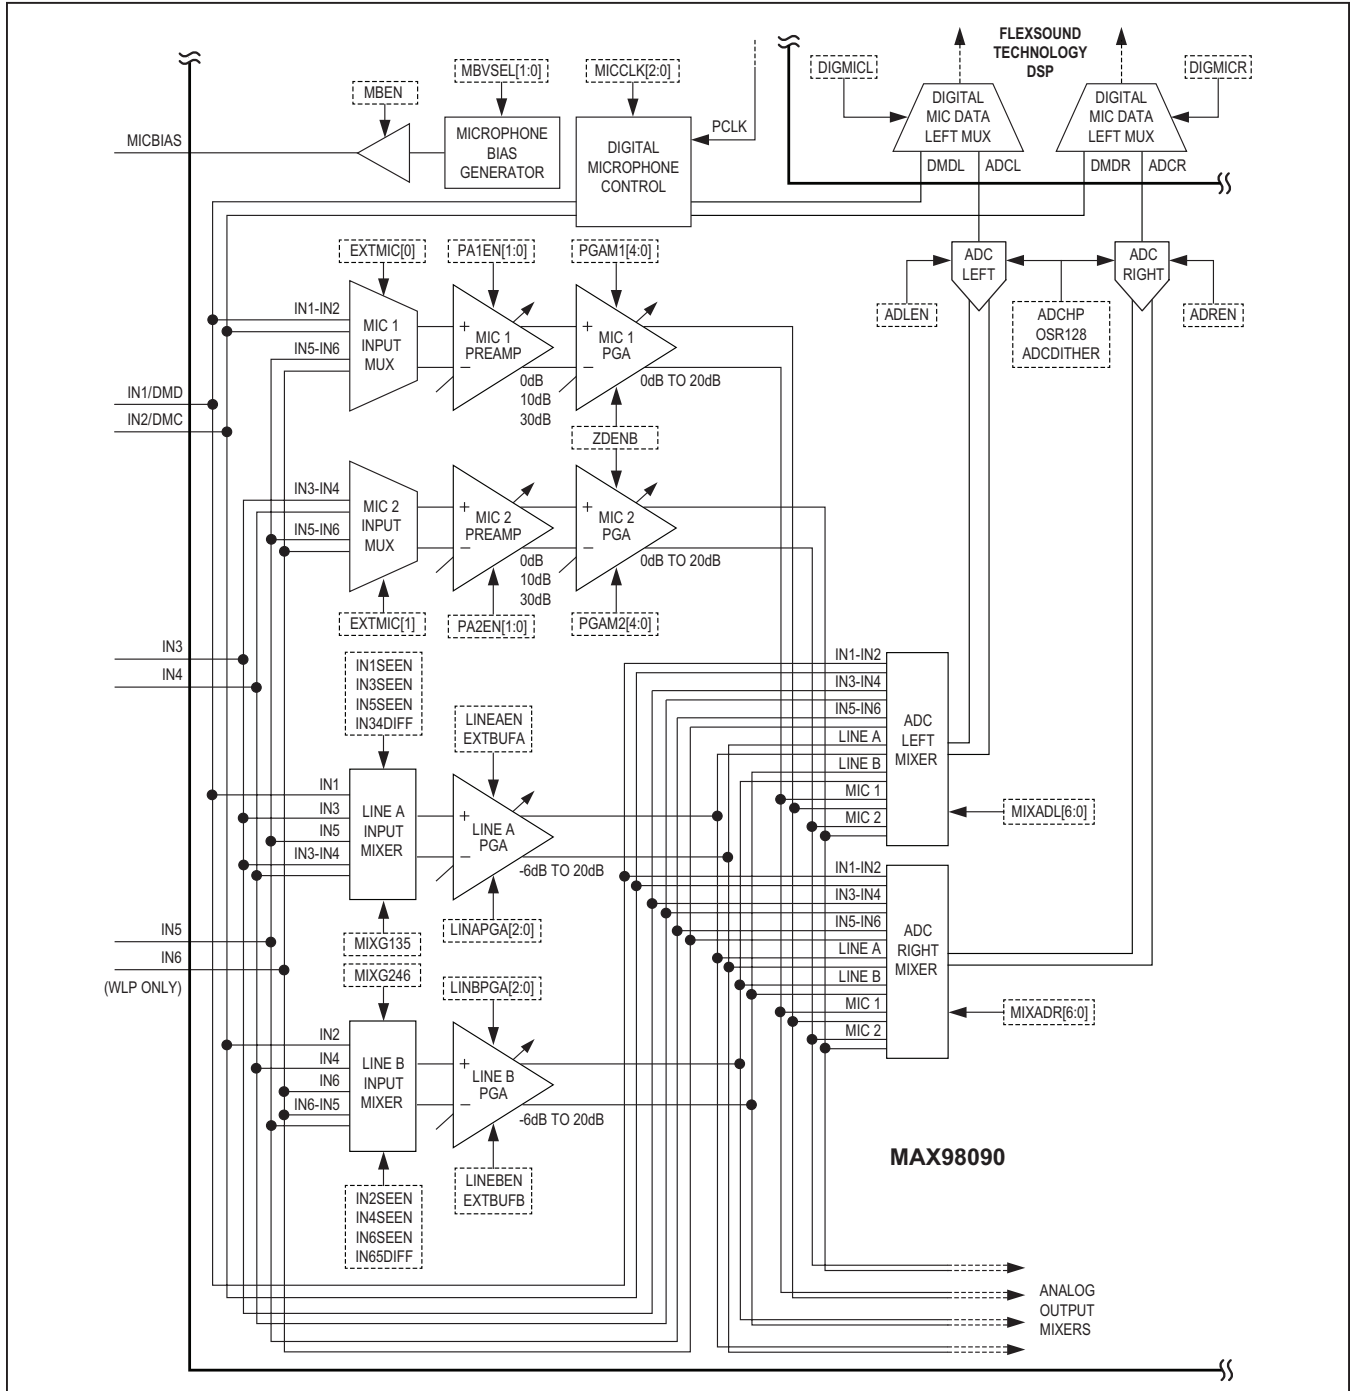 FLEXSOUND
TECHNOLOGY
DSP
MBVSEL[1:0]
MICCLK[2:0]
DIGMICL
DIGMICR
MBEN
MICBIAS
MICROPHONE
BIAS
GENERATOR
DIGITAL
MICROPHONE
CONTROL
PCLK
DIGITAL
MIC DATA
LEFT MUX
DIGITAL
MIC DATA
LEFT MUX
DMDL
ADCL
DMDR
ADCR
EXTMIC[0]
PA1EN[1:0]
PGAM1[4:0]
ADC
LEFT
ADC
RIGHT
ADLEN
ADCHP
OSR128
ADCDITHER
ADREN
IN1-IN2
IN5-IN6
MIC 1
INPUT
MUX
+
MIC 1
PREAMP
–
0dB
10dB
30dB
+
MIC 1
PGA
–
0dB TO 20dB
IN1/DMD
IN2/DMC
ZDENB
IN3-IN4
IN5-IN6
MIC 2
INPUT
MUX
+
MIC 2
PREAMP
–
0dB
10dB
30dB
+
MIC 2
PGA
–
0dB TO 20dB
EXTMIC[1]
PA2EN[1:0]
PGAM2[4:0]
IN3
IN4
IN1SEEN
IN3SEEN
IN5SEEN
IN34DIFF
LINEAEN
EXTBUFA
IN1
IN3
IN5
IN3-IN4
LINE A
INPUT
MIXER
+
LINE A
PGA
–
-6dB TO 20dB
MIXG135
LINAPGA[2:0]
IN1-IN2
IN3-IN4
IN5-IN6
LINE A
LINE B
MIC 1
MIC 2
ADC
LEFT
MIXER
MIXADL[6:0]
IN1-IN2
IN3-IN4
IN5-IN6
LINE A
LINE B
MIC 1
MIC 2
ADC
RIGHT
MIXER
MIXADR[6:0]
IN5
IN6
(WLP ONLY)
MIXG246
LINBPGA[2:0]
IN2
IN4
IN6
IN6-IN5
LINE B
INPUT
MIXER
+
LINE B
PGA
–
-6dB TO 20dB
IN2SEEN
IN4SEEN
IN6SEEN
IN65DIFF
LINEBEN
EXTBUFB
MAX98090
ANALOG
OUTPUT
MIXERS